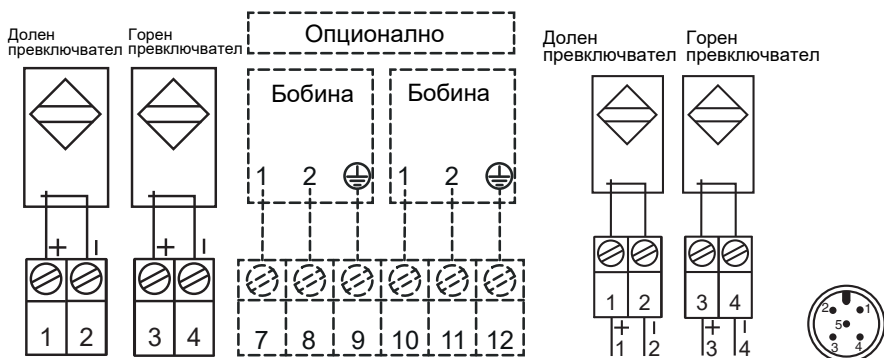 Долен
превключвател
Горен
превключвател
Опционално
Бобина
Бобина
1 2
1 2
+ −
1 2
+ −
3 4
7 8 9 10 11 12
Долен
превключвател
Горен
превключвател
1 2
3 4
+ −
1 2
+ −
3 4
2 1
5
3 4